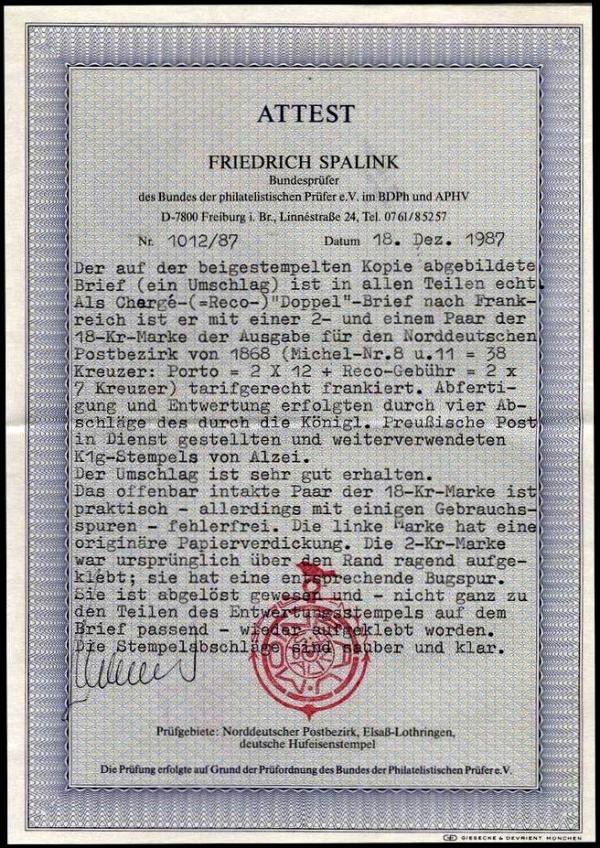 ATTEST
FRIEDRICH SPALINK
Bundesprüfer
des Bundes der philatelistischen Prüfer e.V. im BDPh und APHV
D-7800 Freiburg i. Br., Linnéstraße 24, Tel. 07 61/8 52 57
Nr. 1012/87 Datum 18. Dez. 1987
Der auf der beigestempelten Kopie abgebildete
Brief (ein Umschlag) ist in allen Teilen echt.
Als Chargé-(=Reco-)"Doppel"-Brief nach Frank-
reich ist er mit einer 2- und einem Paar der
18-Kr-Marke der Ausgabe für den Norddeutschen
Postbezirk von 1868 (Michel-Nr.8 u.11 = 38
Kreuzer: Porto = 2 X 12 + Reco-Gebühr = 2 x
7 Kreuzer) tarifgerecht frankiert. Abferti-
gung und Entwertung erfolgten durch vier Ab-
schläge des durch die Königl. Preußische Post
in Dienst gestellten und weiterverwendeten
K1g-Stempels von Alzei.
Der Umschlag ist sehr gut erhalten.
Das offenbar intakte Paar der 18-Kr-Marke ist
praktisch - allerdings mit einigen Gebrauchs-
spuren - fehlerfrei. Die linke Marke hat eine
originäre Papierverdickung. Die 2-Kr-Marke
war ursprünglich über den Rand ragend aufge-
klebt; sie hat eine entsprechende Bugspur.
Sie ist abgelöst gewesen und - nicht ganz zu
den Teilen des Entwertungsstempels auf dem
Brief passend - wieder aufgeklebt worden.
Die Stempelabschläge sind sauber und klar.
Prüfgebiete: Norddeutscher Postbezirk, Elsaß-Lothringen,
deutsche Hufeisenstempel
Die Prüfung erfolgte auf Grund der Prüfordnung des Bundes der Philatelistischen Prüfer e.V.
GIESECKE & DEVRIENT MÜNCHEN